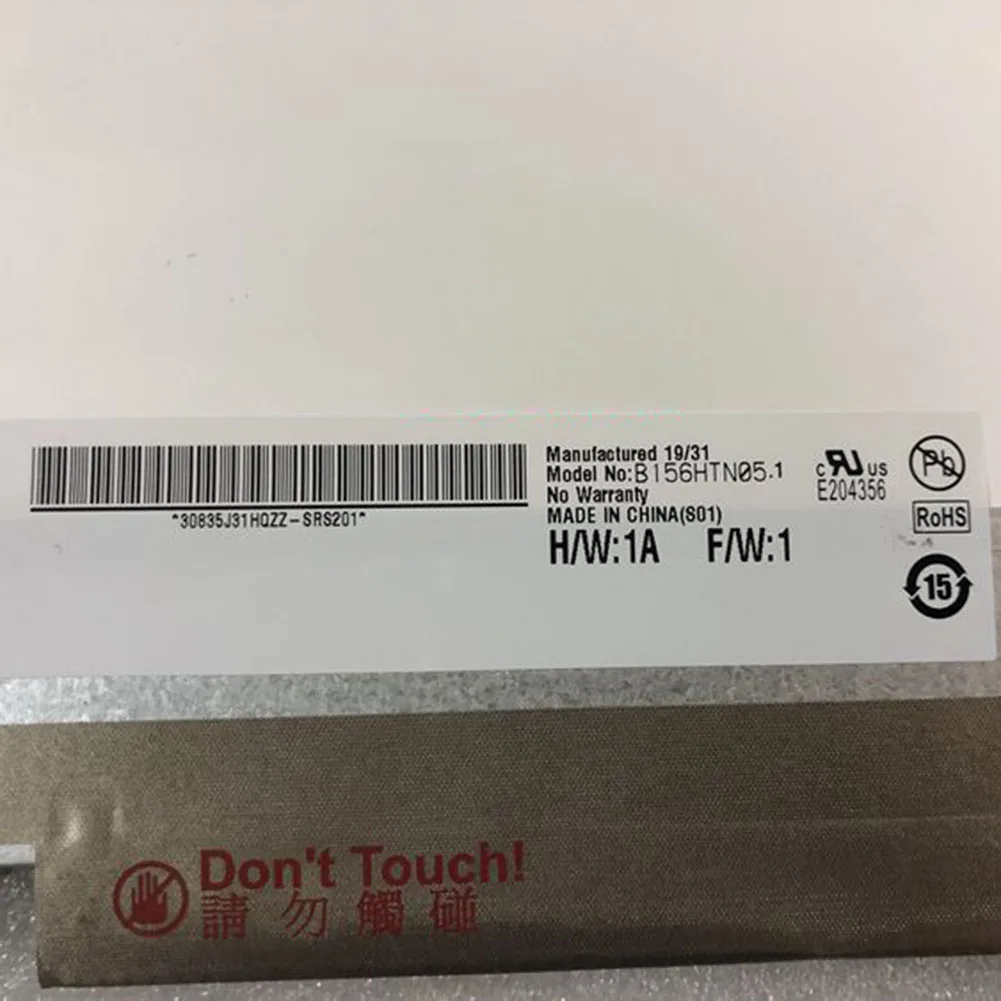 *30835J31HQZZ-SRS201*
Manufactured 19/31
Model No:B156HTN05.1
No Warranty
MADE IN CHINA(S01)
H/W:1A F/W:1
c RU US
E204356
Pb
RoHS
15
Don't Touch!
請勿觸碰